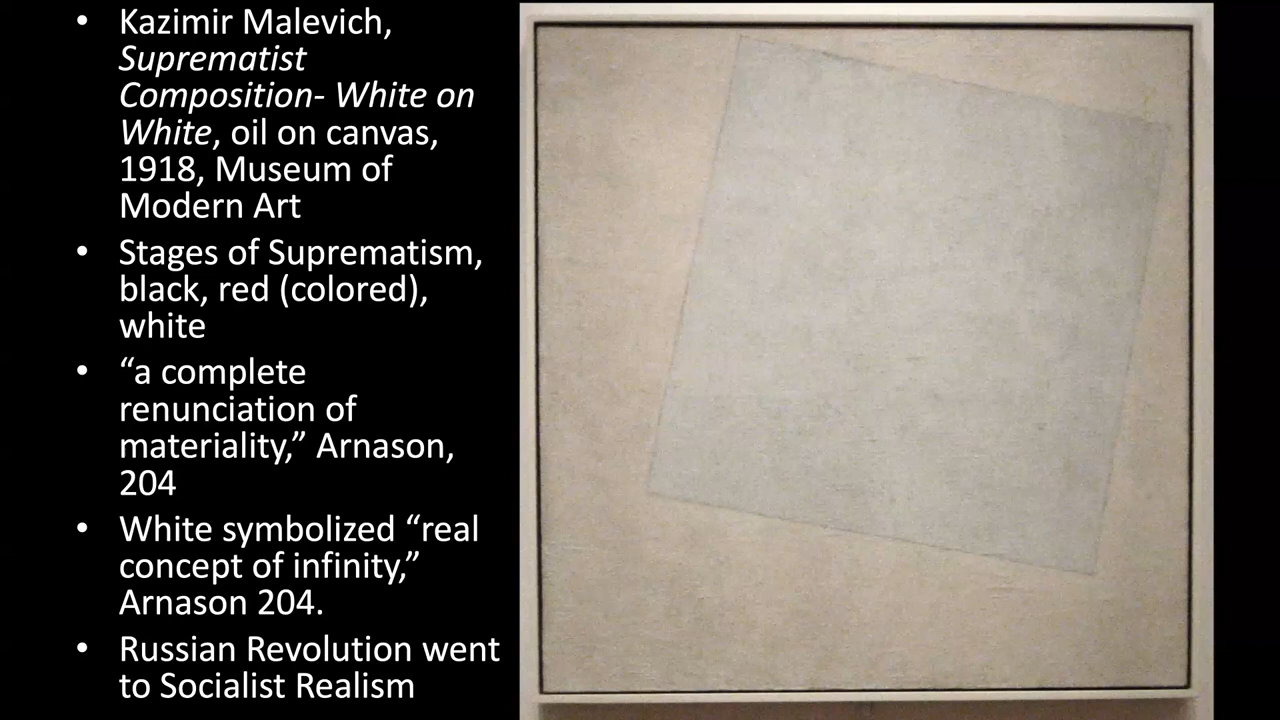 • Kazimir Malevich,
Suprematist
Composition- White on
White, oil on canvas,
1918, Museum of
Modern Art
• Stages of Suprematism,
black, red (colored),
white
• “a complete
renunciation of
materiality,” Arnason,
204
• White symbolized “real
concept of infinity,”
Arnason 204.
• Russian Revolution went
to Socialist Realism